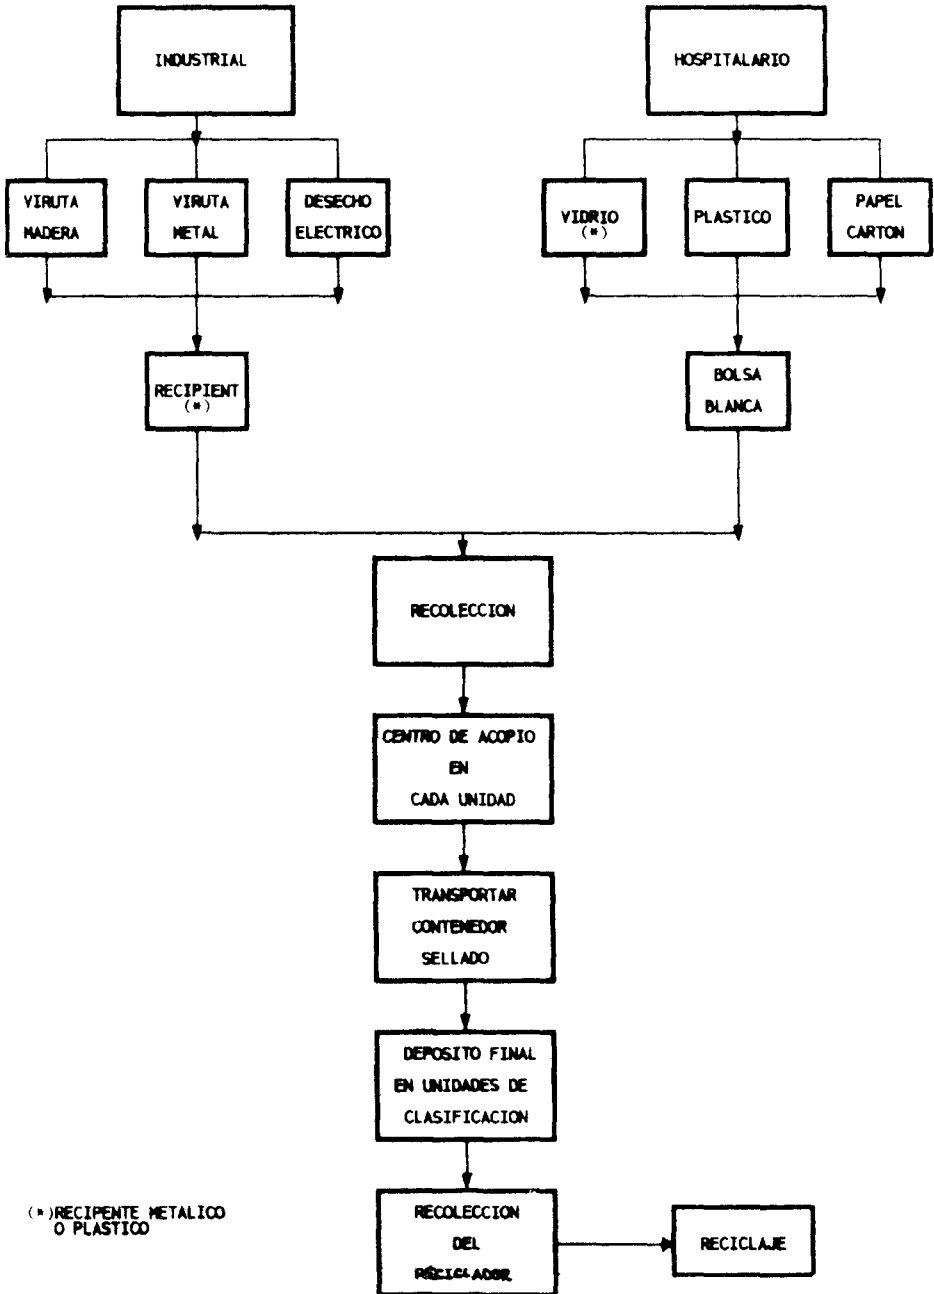 INDUSTRIAL
HOSPITALARIO
VIRUTA
MADERA
VIRUTA
METAL
DESECHO
ELECTRICO
VIDRIO
(*)
PLASTICO
PAPEL
CARTON
RECIPIENT
(*)
BOLSA
BLANCA
RECOLECCION
CENTRO DE ACOPIO
EN
CADA UNIDAD
TRANSPORTAR
CONTENEDOR
SELLADO
DEPOSITO FINAL
EN UNIDADES DE
CLASIFICACION
RECOLECCION
DEL
RECICLADOR
RECICLAJE
(*)RECIPENTE METALICO
O PLASTICO